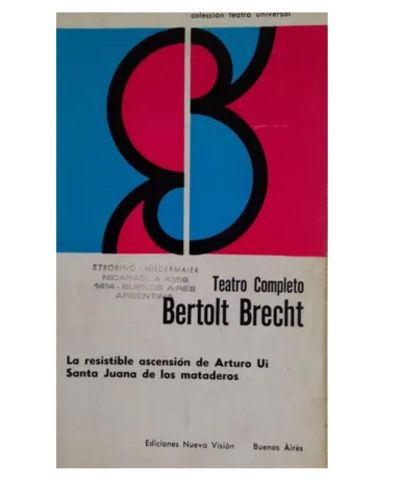 colección teatro universal
STROBINO - NIEDERMAIER
NICARAGUA 4358
1414 - BUENOS AIRES
ARGENTINA
Teatro Completo
Bertolt Brecht
La resistible ascensión de Arturo Ui
Santa Juana de los mataderos
Ediciones Nueva Visión Buenos Aires